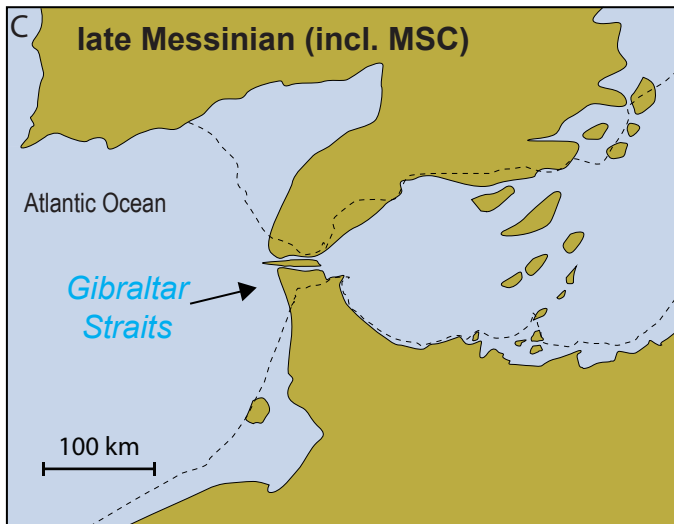 C
late Messinian (incl. MSC)
Atlantic Ocean
Gibraltar
Straits
100 km